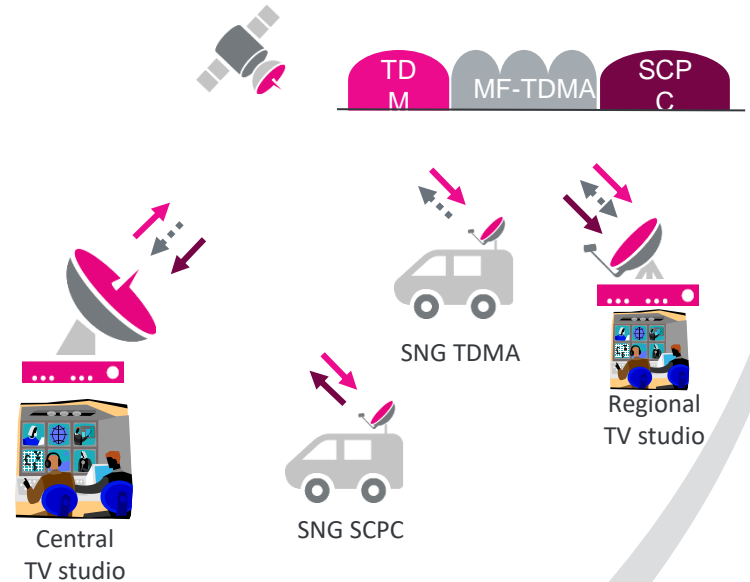 TD
M
MF-TDMA
SCP
C
SNG TDMA
Regional
TV studio
SNG SCPC
Central
TV studio